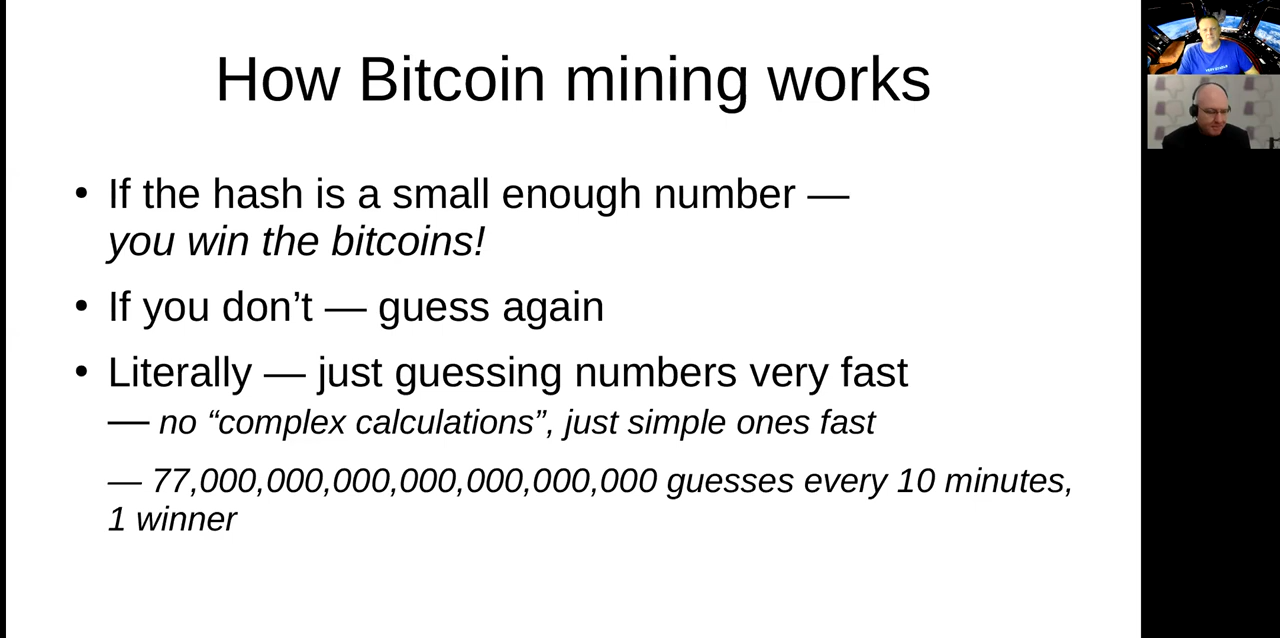 How Bitcoin mining works
• If the hash is a small enough number —
you win the bitcoins!
• If you don’t — guess again
• Literally — just guessing numbers very fast
— no “complex calculations”, just simple ones fast
— 77,000,000,000,000,000,000,000 guesses every 10 minutes,
1 winner